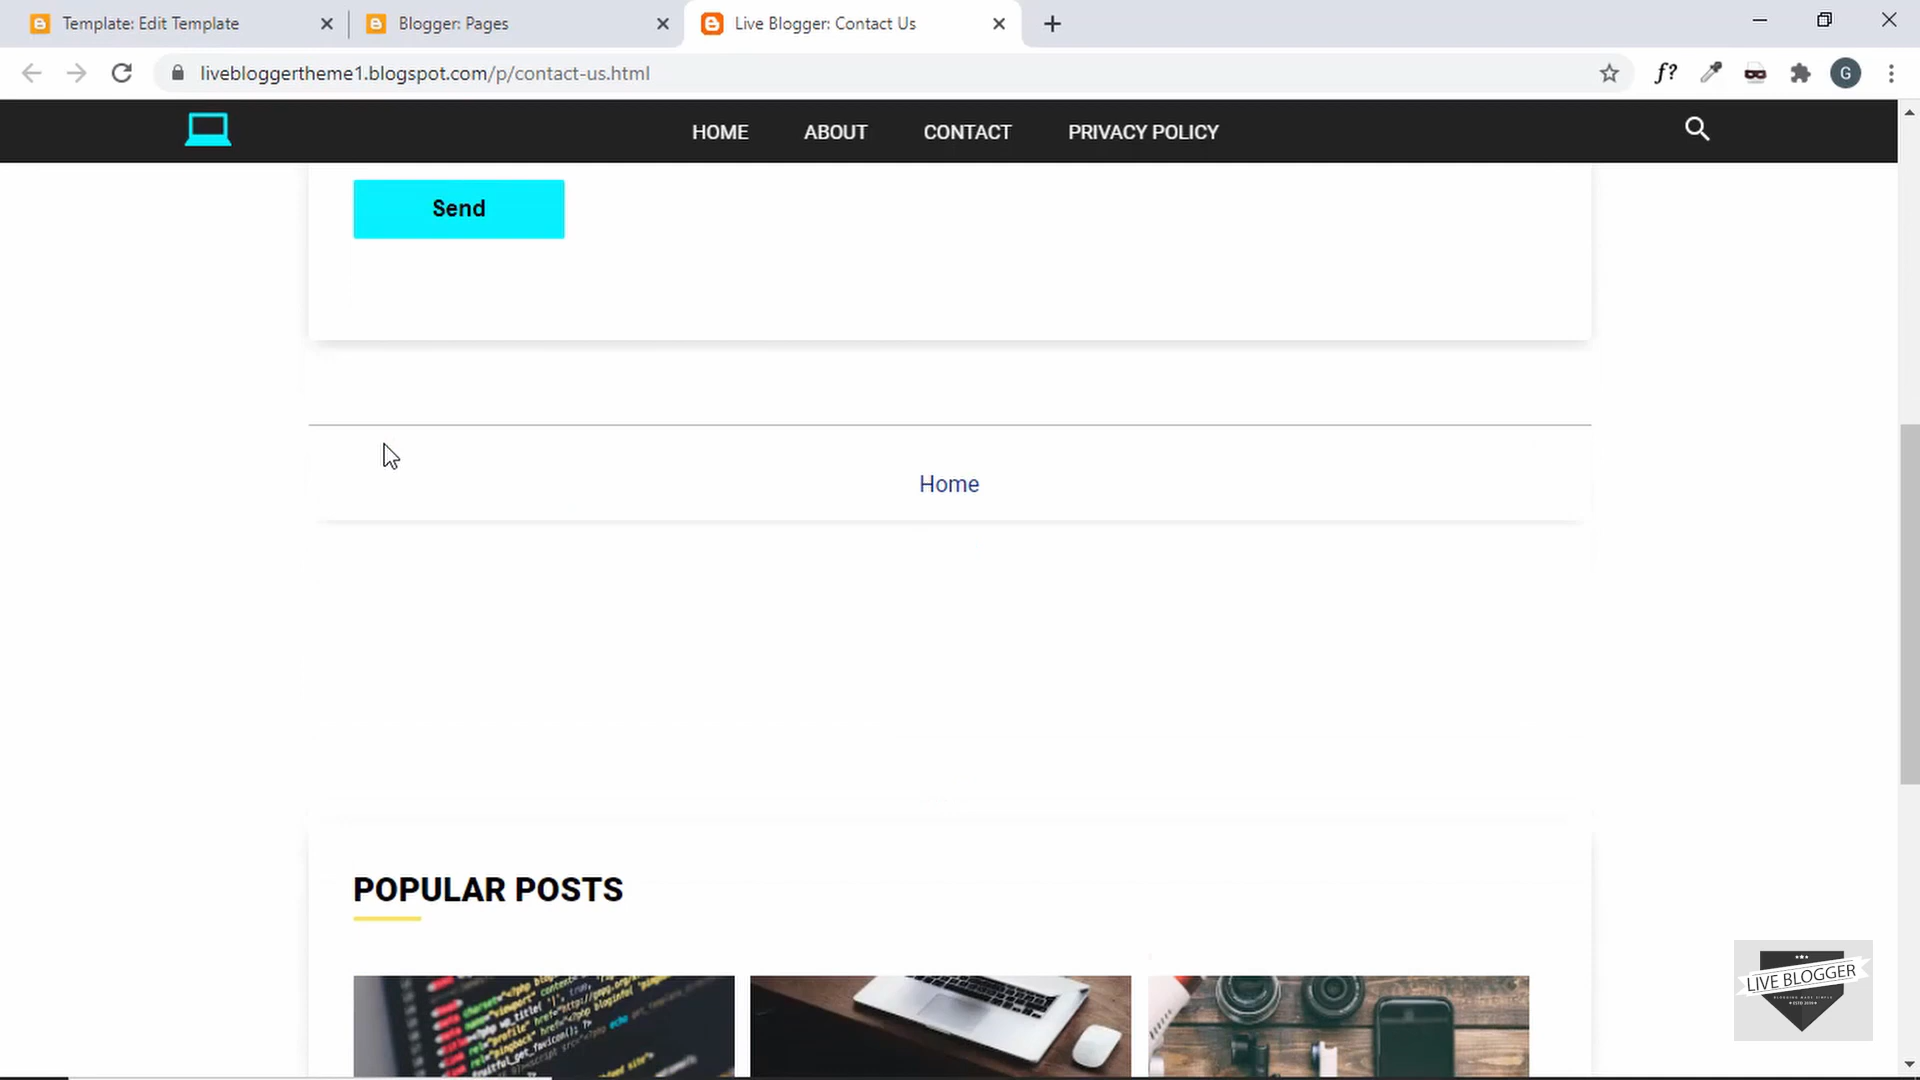 Template: Edit Template
Blogger: Pages
Live Blogger: Contact Us
livebloggertheme1.blogspot.com/p/contact-us.html
f?
G
HOME ABOUT CONTACT PRIVACY POLICY
Send
Home
POPULAR POSTS
LIVE BLOGGER